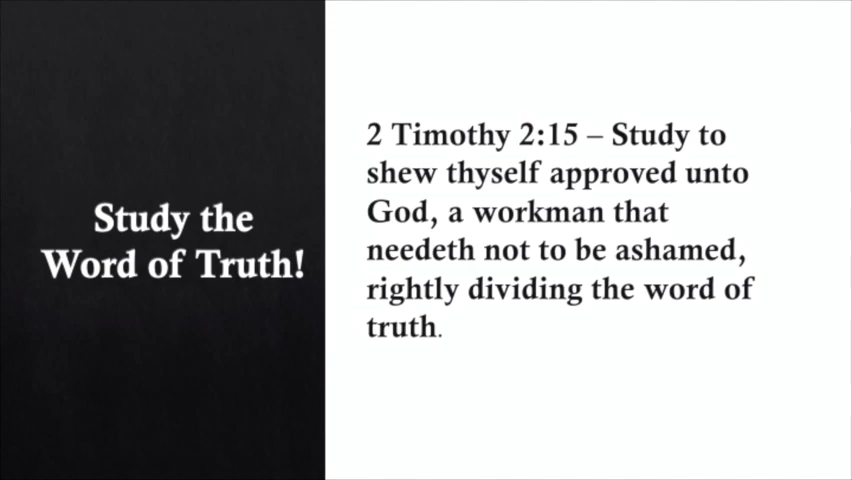 Study the
Word of Truth!
2 Timothy 2:15 – Study to
shew thyself approved unto
God, a workman that
needeth not to be ashamed,
rightly dividing the word of
truth.